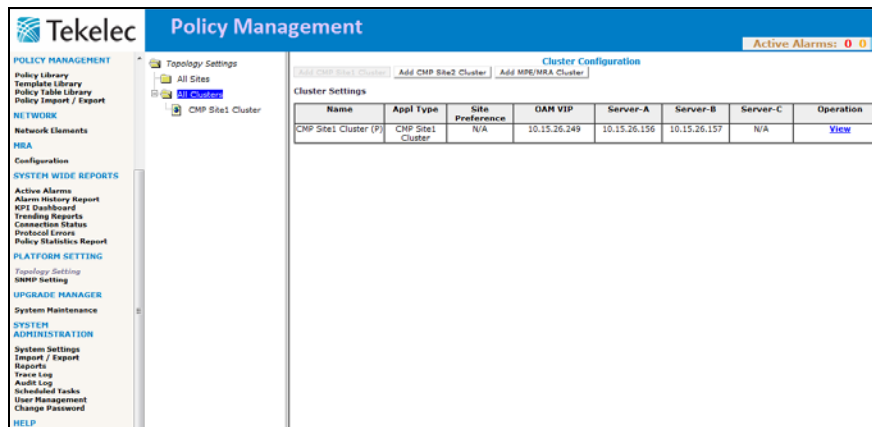 Tekelec
Policy Management
Active Alarms: 0 0
POLICY MANAGEMENT
Policy Library
Template Library
Policy Table Library
Policy Import / Export
NETWORK
Network Elements
MRA
Configuration
SYSTEM WIDE REPORTS
Active Alarms
Alarm History Report
KPI Dashboard
Trending Reports
Connection Status
Protocol Errors
Policy Statistics Report
PLATFORM SETTING
Topology Setting
SNMP Setting
UPGRADE MANAGER
System Maintenance
SYSTEM
ADMINISTRATION
System Settings
Import / Export
Reports
Trace Log
Audit Log
Scheduled Tasks
User Management
Change Password
HELP
Topology Settings
All Sites
All Clusters
CMP Site1 Cluster
Cluster Configuration
Add CMP Site1 Cluster Add CMP Site2 Cluster Add MPE/MRA Cluster
Cluster Settings
Name Appl Type Site Preference OAM VIP Server-A Server-B Server-C Operation
CMP Site1 Cluster (P) CMP Site1 Cluster N/A 10.15.26.249 10.15.26.156 10.15.26.157 N/A View